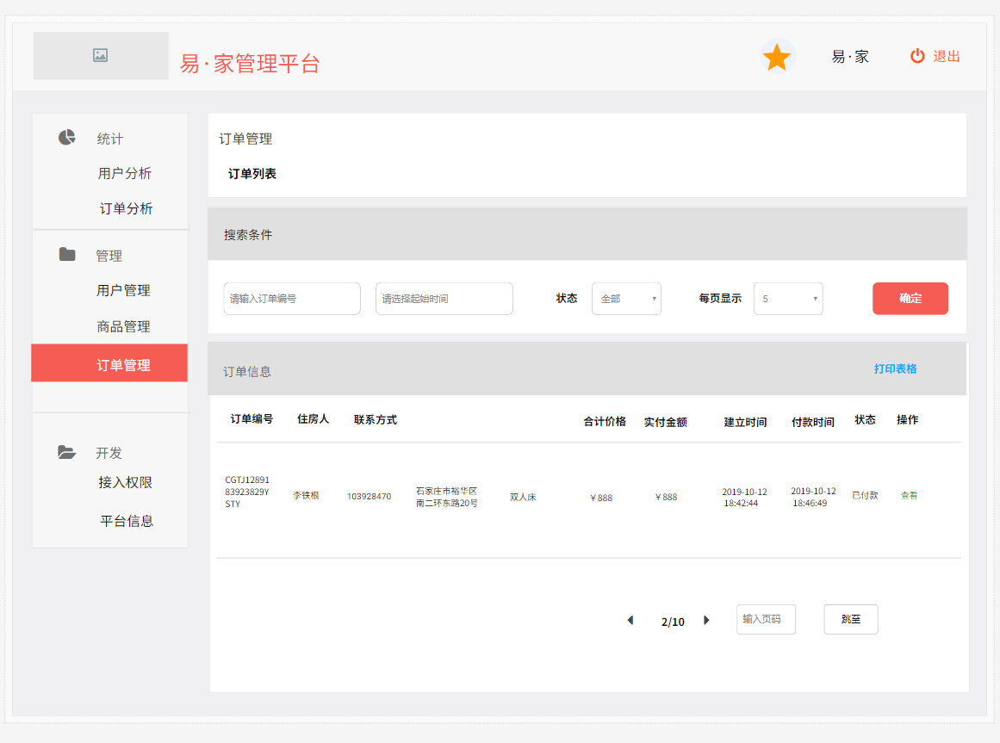 易·家管理平台
易·家
退出
统计
用户分析
订单分析
管理
用户管理
商品管理
订单管理
开发
接入权限
平台信息
订单管理
订单列表
搜索条件
请输入订单编号
请选择起始时间
状态
全部
每页显示
5
确定
订单信息
打印表格
订单编号 住房人 联系方式 合计价格 实付金额 建立时间 付款时间 状态 操作
CGTJ12891
83923829Y
STY
李铁根
103928470
石家庄市裕华区
南二环东路20号
双人床
￥888
￥888
2019-10-12
18:42:44
2019-10-12
18:46:49
已付款
查看
2/10
输入页码
跳至